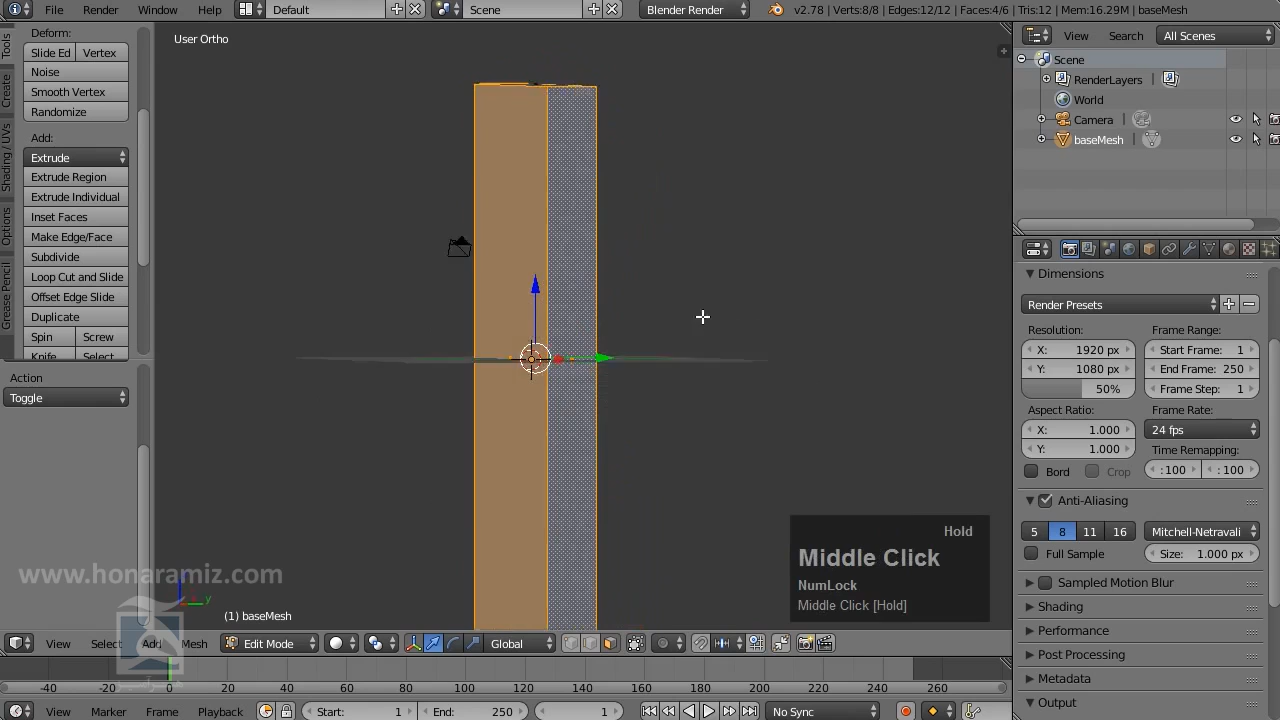 File Render Window Help Default Scene Blender Render v2.78 | Verts:8/8 | Edges:12/12 | Faces:4/6 | Tris:12 | Mem:16.29M | baseMesh
Tools
Create
Shading / UVs
Options
Grease Pencil
Deform:
Slide Ed Vertex
Noise
Smooth Vertex
Randomize
Add:
Extrude
Extrude Region
Extrude Individual
Inset Faces
Make Edge/Face
Subdivide
Loop Cut and Slide
Offset Edge Slide
Duplicate
Spin Screw
Knife Select
Action
Toggle
User Ortho
y
www.honaramiz.com
(1) baseMesh
Hold
Middle Click
NumLock
Middle Click [Hold]
View Select Add Mesh Edit Mode Global
-40 -20 0 20 40 60 80 100 120 140 160 180 200 220 240 260
View Marker Frame Playback Start: 1 End: 250 1 No Sync
View Search All Scenes
Scene
RenderLayers
World
Camera
baseMesh
Dimensions
Render Presets
Resolution: Frame Range:
X: 1920 px Start Frame: 1
Y: 1080 px End Frame: 250
50% Frame Step: 1
Aspect Ratio: Frame Rate:
X: 1.000 24 fps
Y: 1.000 Time Remapping:
Bord Crop :100 :100
Anti-Aliasing
5 8 11 16 Mitchell-Netravali
Full Sample Size: 1.000 px
Sampled Motion Blur
Shading
Performance
Post Processing
Metadata
Output